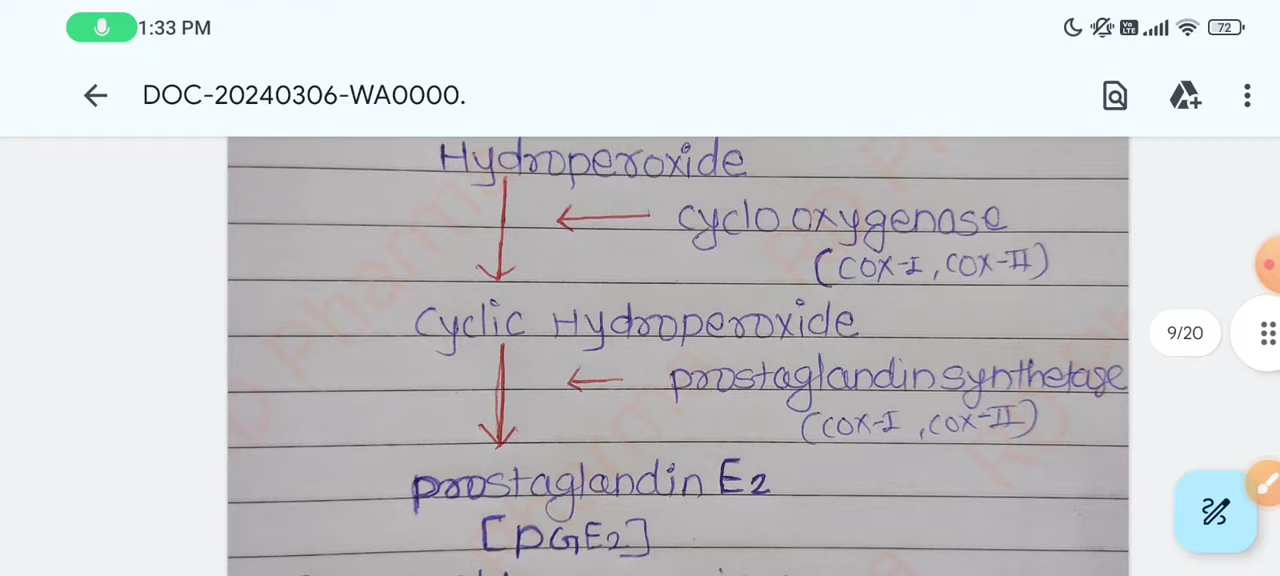 1:33 PM
72
DOC-20240306-WA0000.
Hydroperoxide
cyclooxygenase
(COX-I, COX-II)
Cyclic Hydroperoxide
9/20
prostaglandin synthetase
(COX-I, COX-II)
prostaglandin E2
[PGE2]